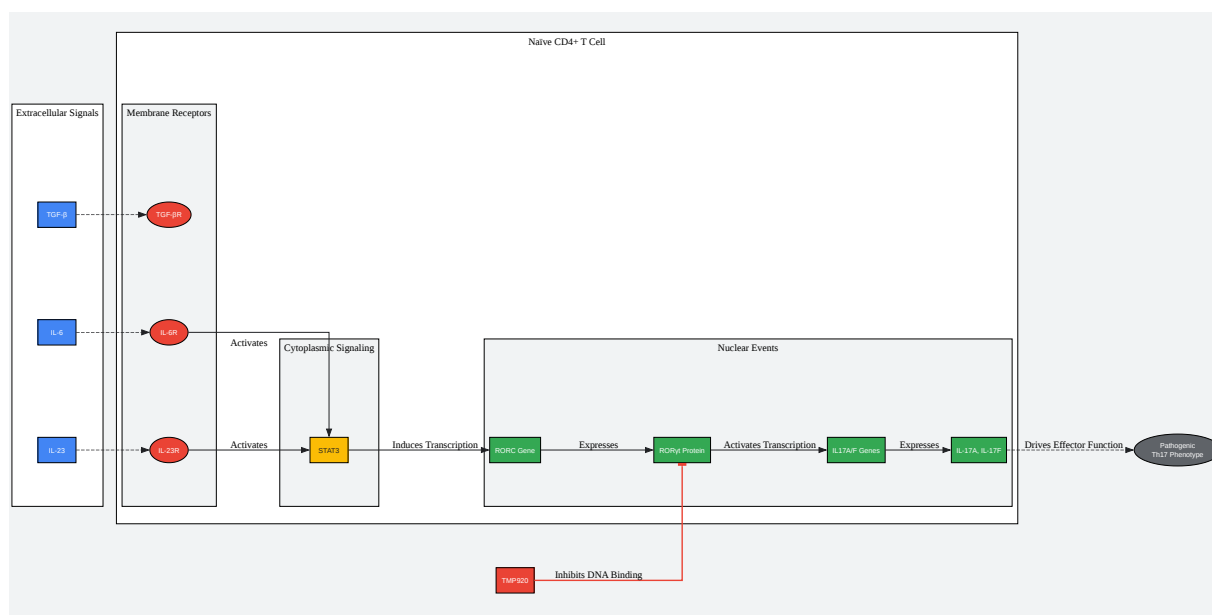 Naïve CD4+ T Cell
Extracellular Signals
Membrane Receptors
TGF-β
TGF-βR
IL-6
IL-6R
Activates
Cytoplasmic Signaling
Nuclear Events
IL-23
IL-23R
Activates
STAT3
Induces Transcription
RORC Gene
Expresses
RORγt Protein
Activates Transcription
IL17A/F Genes
Expresses
IL-17A, IL-17F
Drives Effector Function
Pathogenic
Th17 Phenotype
TMP920
Inhibits DNA Binding